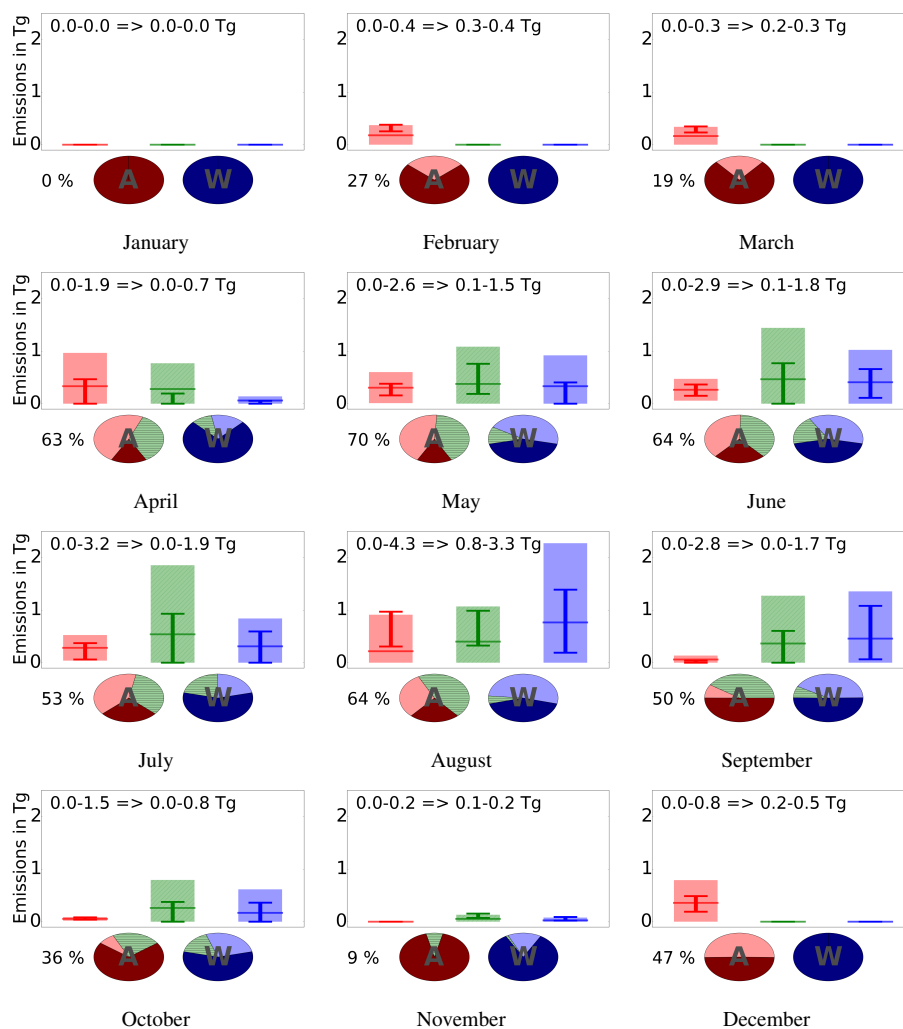 0.0-0.0 => 0.0-0.0 Tg
0.0-0.4 => 0.3-0.4 Tg
0.0-0.3 => 0.2-0.3 Tg
Emissions in Tg
2
1
0
2
1
0
2
1
0
0 %
A
W
27 %
A
W
19 %
A
W
January
February
March
0.0-1.9 => 0.0-0.7 Tg
0.0-2.6 => 0.1-1.5 Tg
0.0-2.9 => 0.1-1.8 Tg
Emissions in Tg
2
1
0
2
1
0
2
1
0
63 %
A
W
70 %
A
W
64 %
A
W
April
May
June
0.0-3.2 => 0.0-1.9 Tg
0.0-4.3 => 0.8-3.3 Tg
0.0-2.8 => 0.0-1.7 Tg
Emissions in Tg
2
1
0
2
1
0
2
1
0
53 %
A
W
64 %
A
W
50 %
A
W
July
August
September
0.0-1.5 => 0.0-0.8 Tg
0.0-0.2 => 0.1-0.2 Tg
0.0-0.8 => 0.2-0.5 Tg
Emissions in Tg
2
1
0
2
1
0
2
1
0
36 %
A
W
9 %
A
W
47 %
A
W
October
November
December